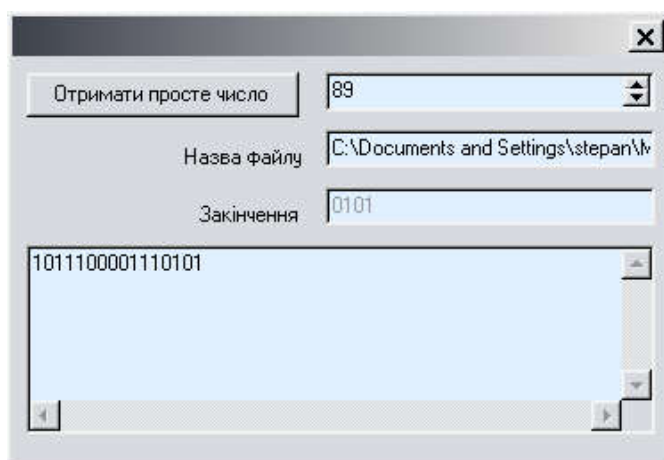 Отримати просте число 89
Назва файлу C:\Documents and Settings\stepan\M
Закінчення 0101
1011100001110101